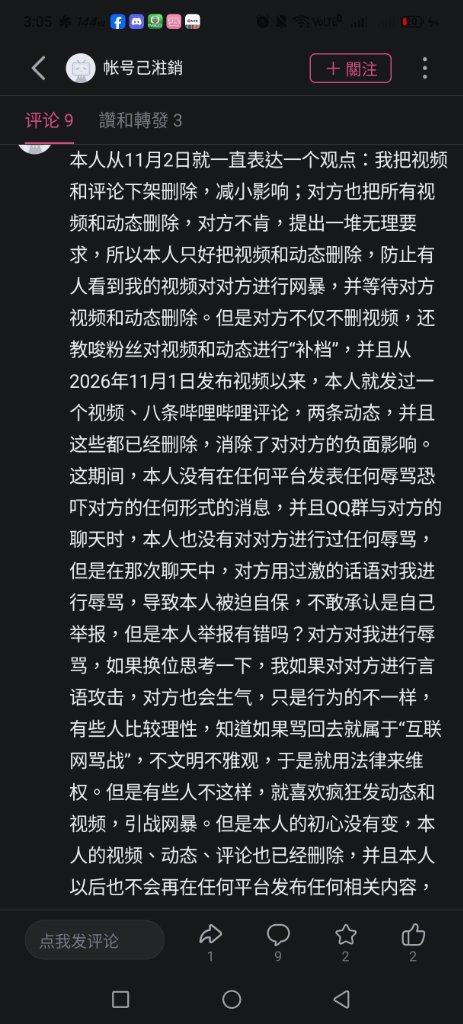 3:05
帐号己注銷
＋ 關注
评论 9 讚和轉發 3
本人从11月2日就一直表达一个观点：我把视频
和评论下架删除，减小影响；对方也把所有视
频和动态删除，对方不肯，提出一堆无理要
求，所以本人只好把视频和动态删除，防止有
人看到我的视频对对方进行网暴，并等待对方
视频和动态删除。但是对方不仅不删视频，还
教唆粉丝对视频和动态进行“补档”，并且从
2026年11月1日发布视频以来，本人就发过一
个视频、八条哔哩哔哩评论，两条动态，并且
这些都已经删除，消除了对对方的负面影响。
这期间，本人没有在任何平台发表任何辱骂恐
吓对方的任何形式的消息，并且QQ群与对方的
聊天时，本人也没有对对方进行过任何辱骂，
但是在那次聊天中，对方用过激的话语对我进
行辱骂，导致本人被迫自保，不敢承认是自己
举报，但是本人举报有错吗？对方对我进行辱
骂，如果换位思考一下，我如果对对方进行言
语攻击，对方也会生气，只是行为的不一样，
有些人比较理性，知道如果骂回去就属于“互联
网骂战”，不文明不雅观，于是就用法律来维
权。但是有些人不这样，就喜欢疯狂发动态和
视频，引战网暴。但是本人的初心没有变，本
人的视频、动态、评论也已经删除，并且本人
以后也不会再在任何平台发布任何相关内容，
点我发评论
1 9 2 2